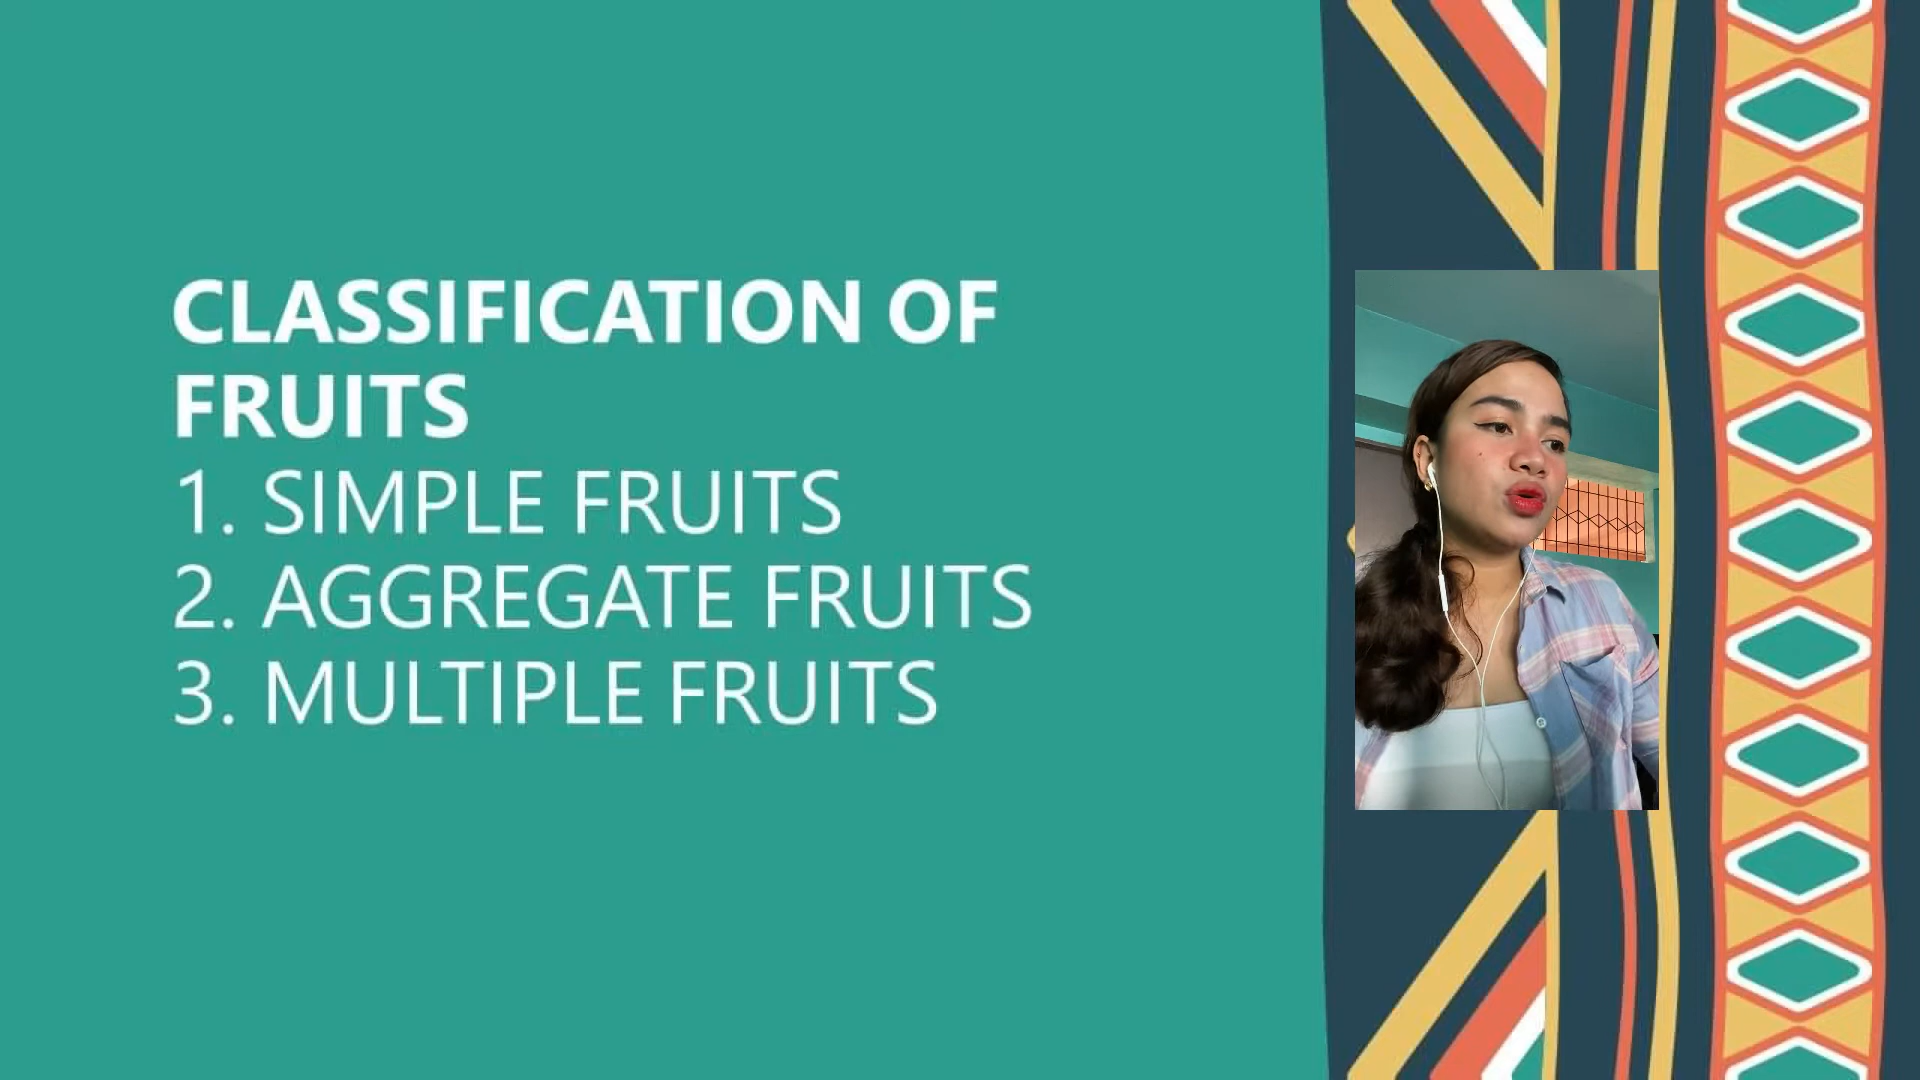 CLASSIFICATION OF
FRUITS
1. SIMPLE FRUITS
2. AGGREGATE FRUITS
3. MULTIPLE FRUITS